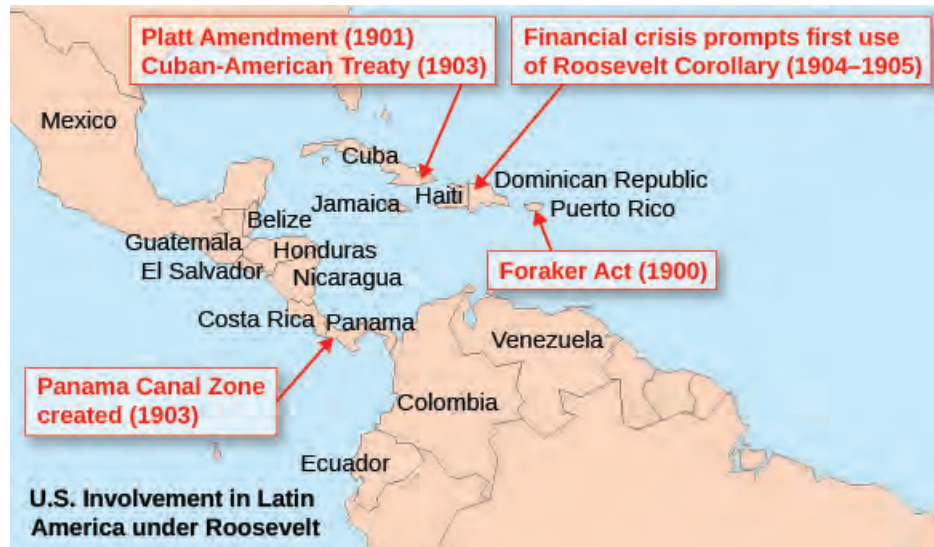 Platt Amendment (1901)
Cuban-American Treaty (1903)
Financial crisis prompts first use
of Roosevelt Corollary (1904–1905)
Mexico
Cuba
Haiti
Dominican Republic
Jamaica
Puerto Rico
Belize
Guatemala
Honduras
El Salvador
Nicaragua
Foraker Act (1900)
Costa Rica
Panama
Venezuela
Panama Canal Zone
created (1903)
Colombia
Ecuador
U.S. Involvement in Latin
America under Roosevelt